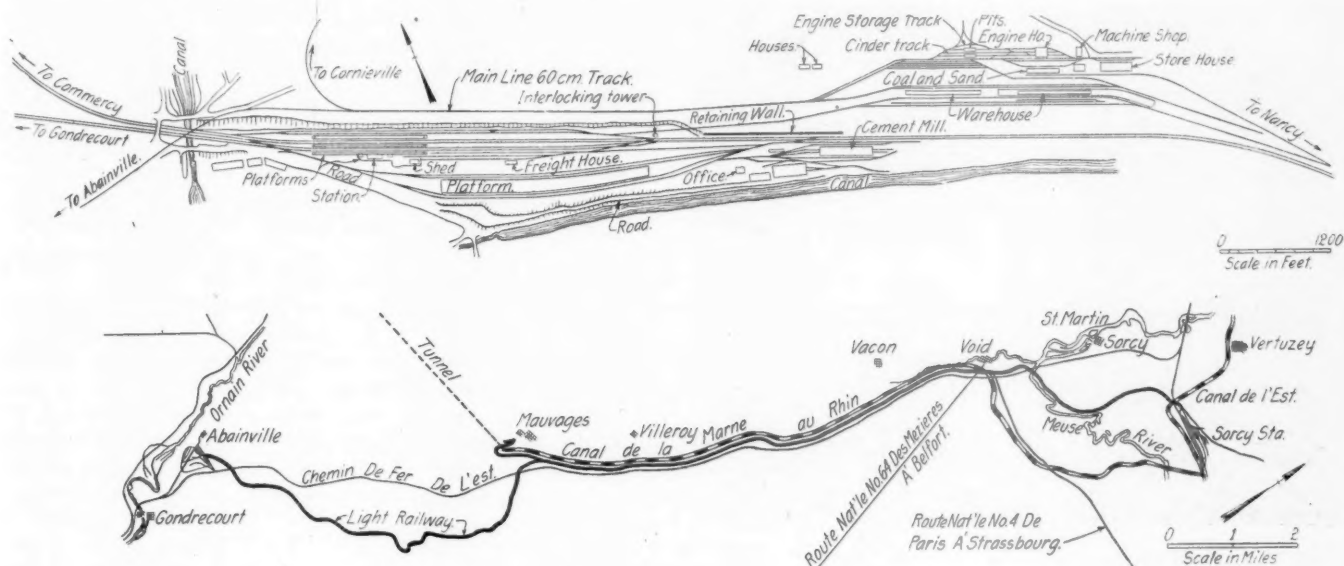 Engine Storage Track
Pits.
Engine Ho.
Machine Shop.
Houses.
Cinder track
Store House.
Coal and Sand
Warehouse
To Commercy
Canal
To Cornieville
Main Line 60 cm. Track.
Interlocking tower
Retaining Wall.
Cement Mill.
To Nancy
To Gondrecourt
To Abainville.
Platforms
Road
Station.
Shed
Freight House.
Platform.
Office
Canal
Road.
0 1200
Scale in Feet.
Ornain River
Tunnel
Abainville
Gondrecourt
Chemin De Fer De L'est.
Light Railway
Mauvages
Villeroy
Canal de la Marne au Rhin
Vacon
Void
St. Martin
Sorcy
Vertuzey
Canal de l'Est.
Meuse River
Sorcy Sta.
Route Nat'le No.6A Des Mezieres
A' Belfort.
Route Nat'le No.4 De
Paris A' Strassbourg.
0 1 2
Scale in Miles